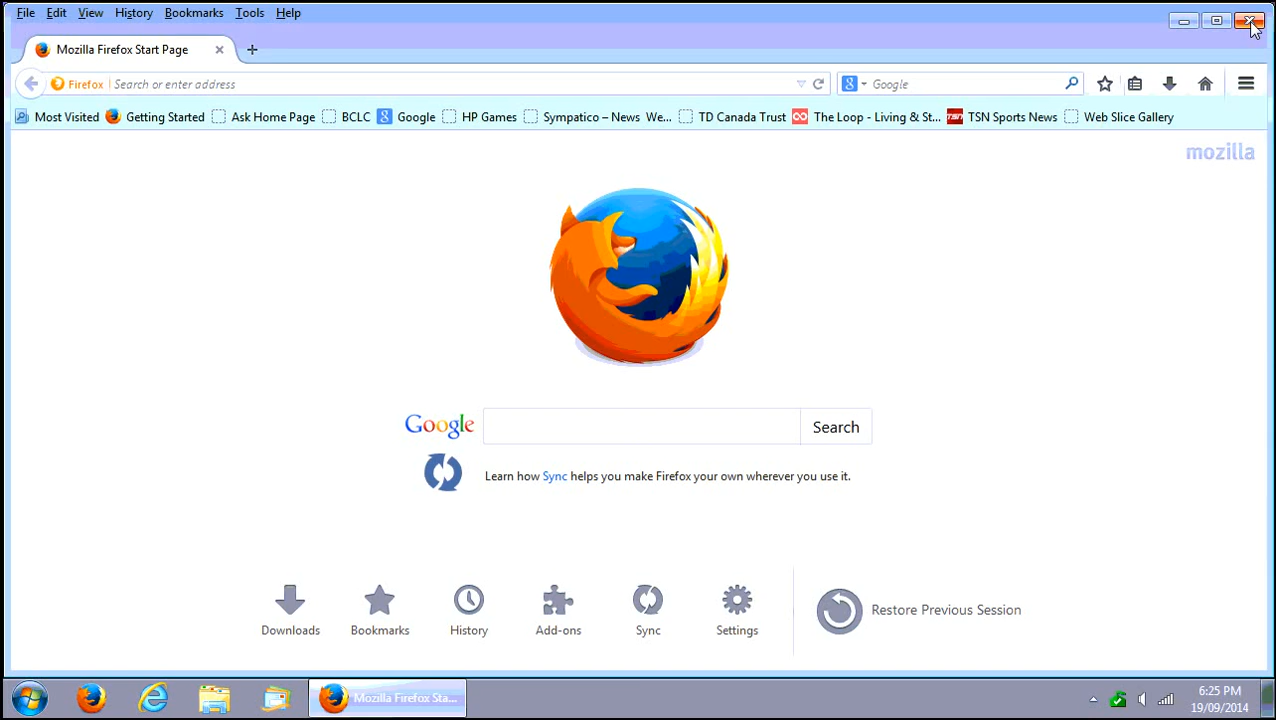 File Edit View History Bookmarks Tools Help
Mozilla Firefox Start Page
Firefox Search or enter address Google
Most Visited Getting Started Ask Home Page BCLC Google HP Games Sympatico – News We... TD Canada Trust The Loop - Living & St... TSN TSN Sports News Web Slice Gallery
mozilla
Google Search
Learn how Sync helps you make Firefox your own wherever you use it.
Downloads Bookmarks History Add-ons Sync Settings Restore Previous Session
Mozilla Firefox Sta...
6:25 PM
19/09/2014